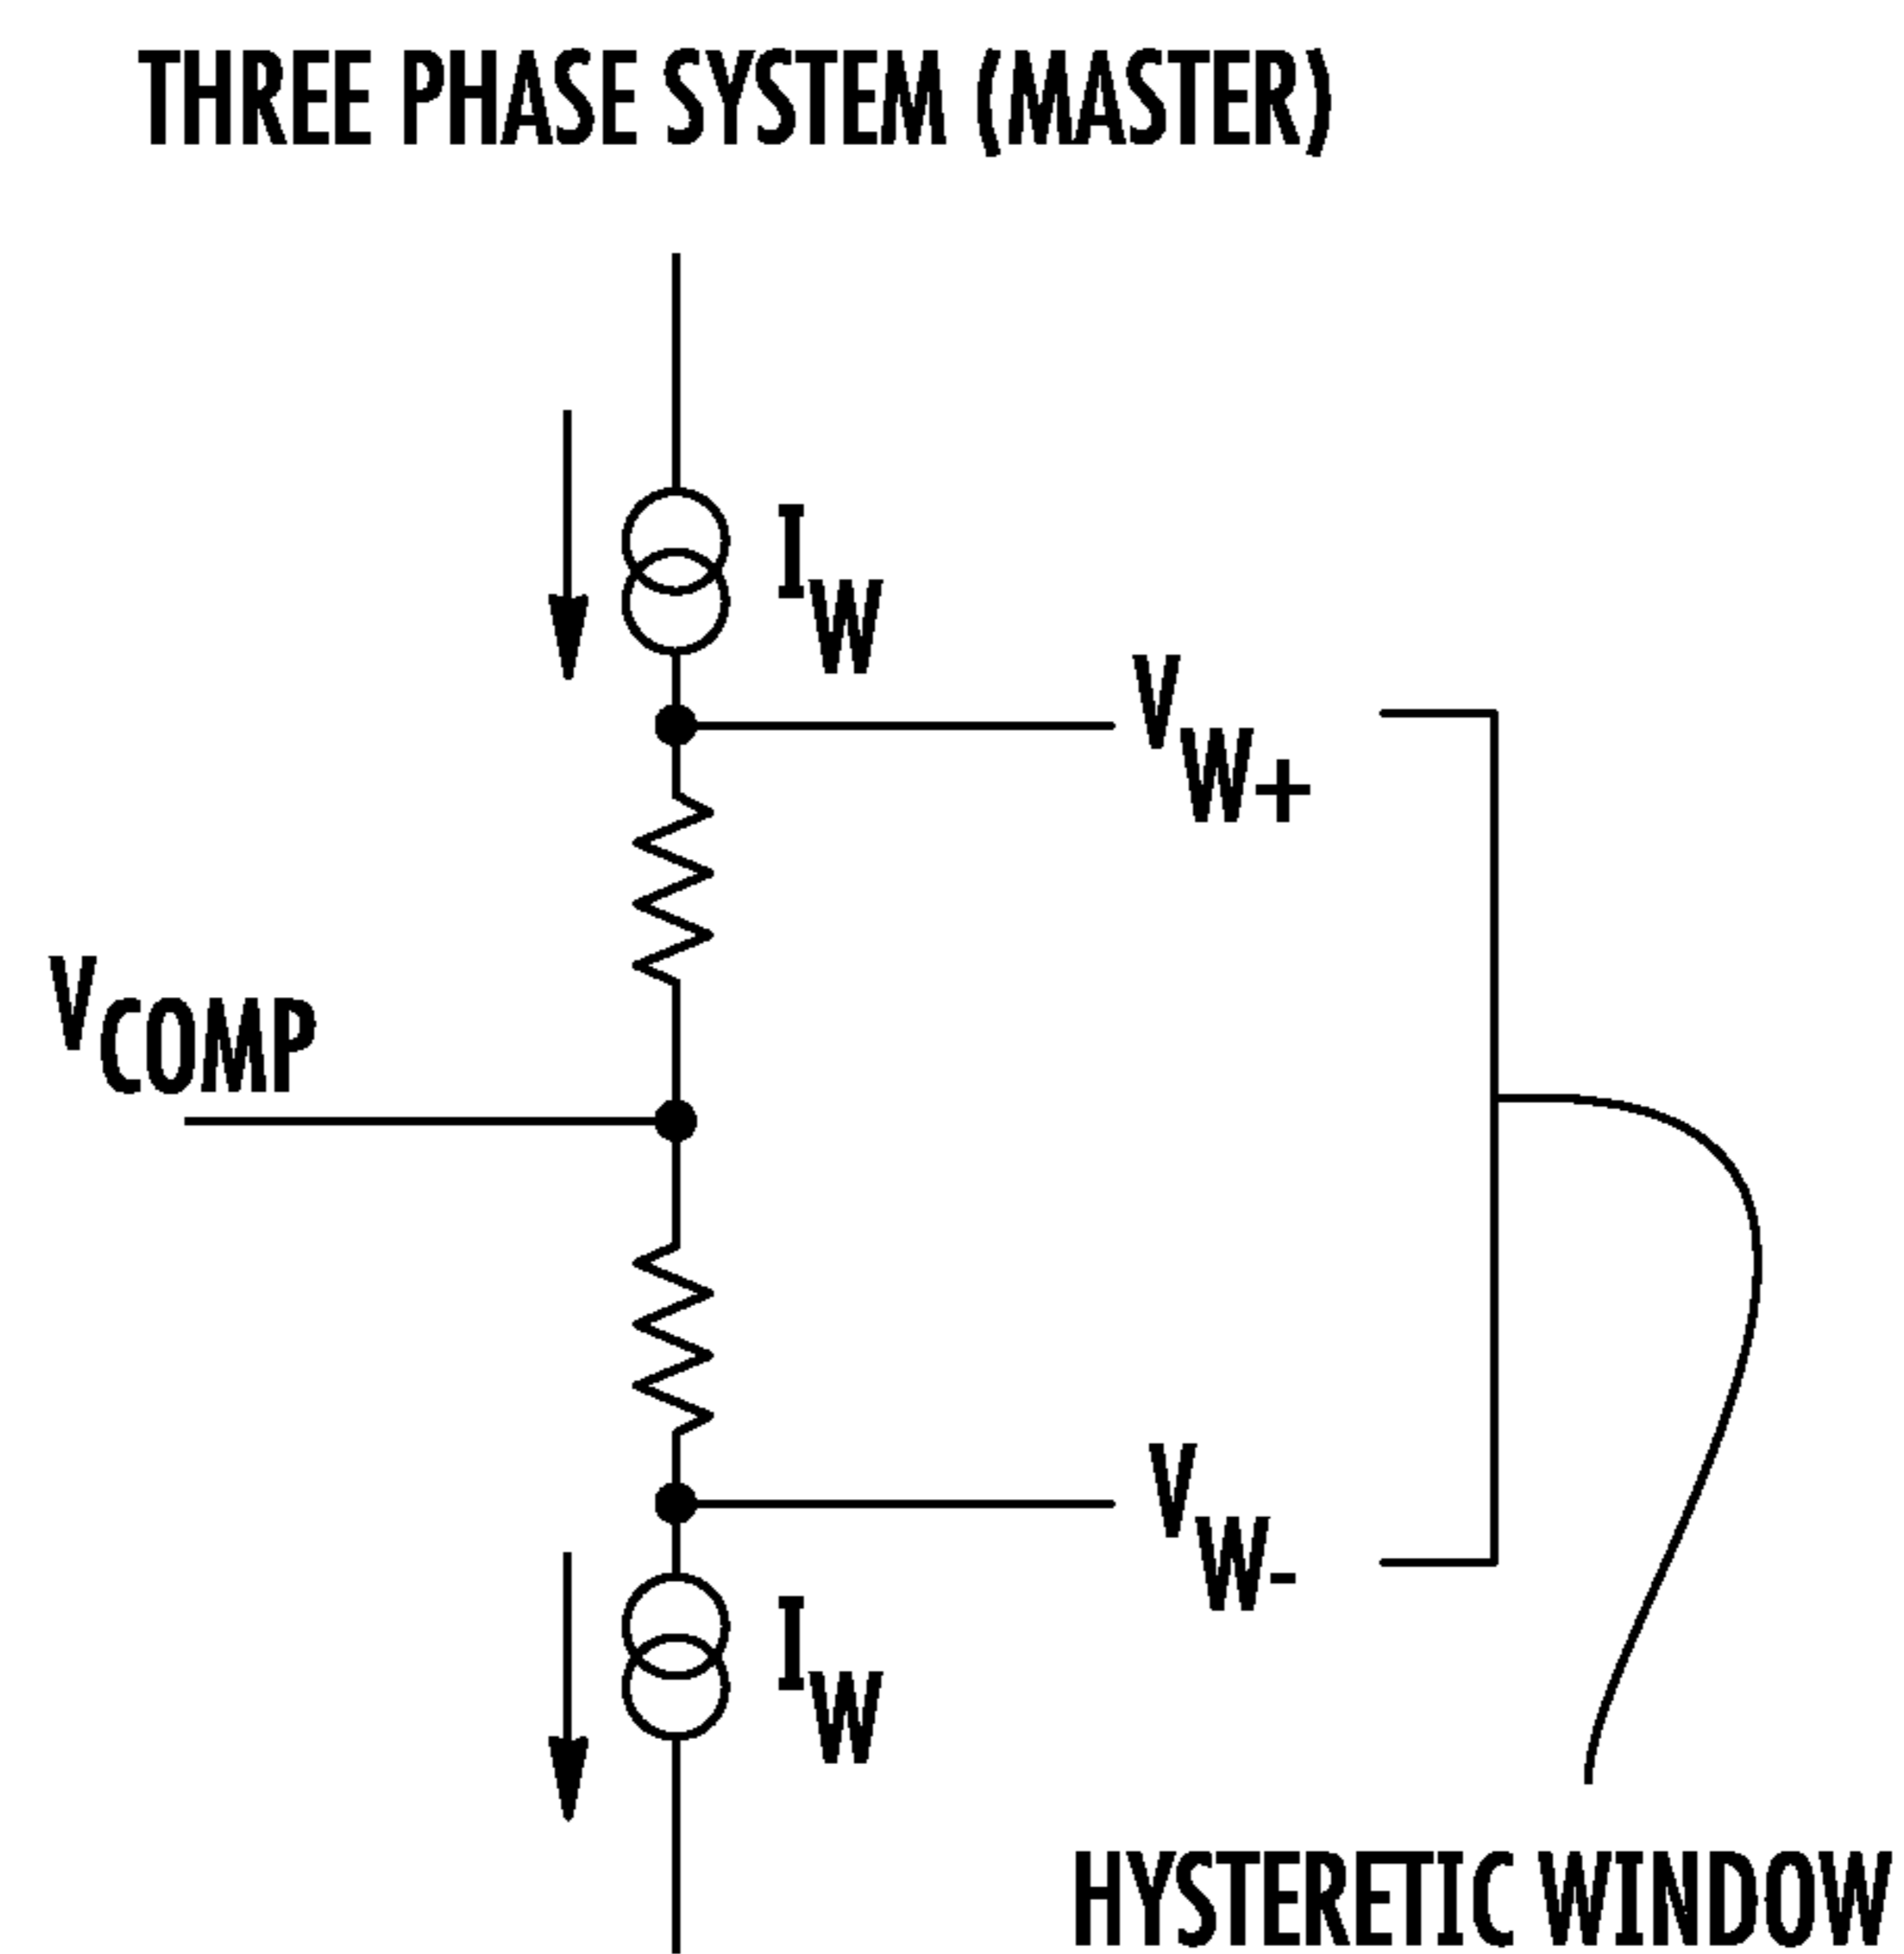 THREE PHASE SYSTEM (MASTER)
IW
VW+
VCOMP
VW-
IW
HYSTERETIC WINDOW